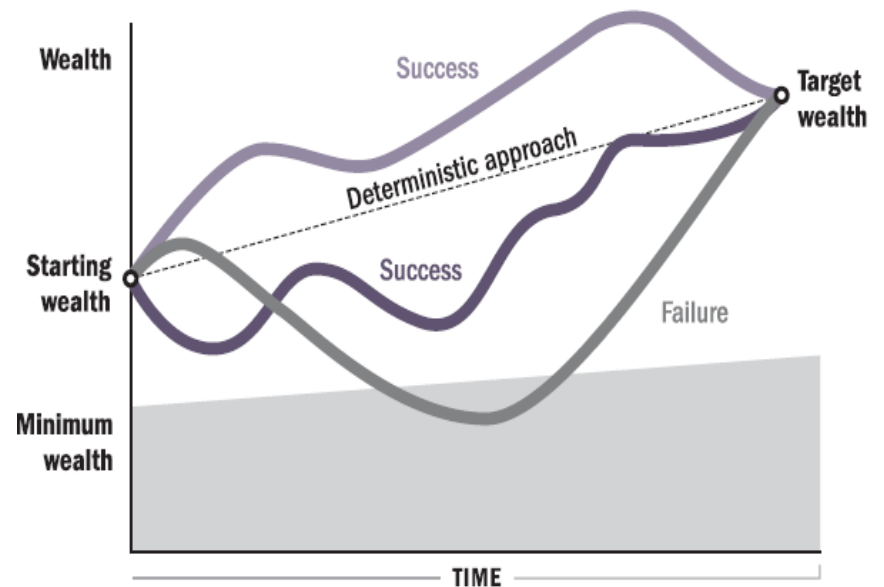 Wealth
Success
Target
wealth
Deterministic approach
Starting
wealth
Success
Failure
Minimum
wealth
TIME